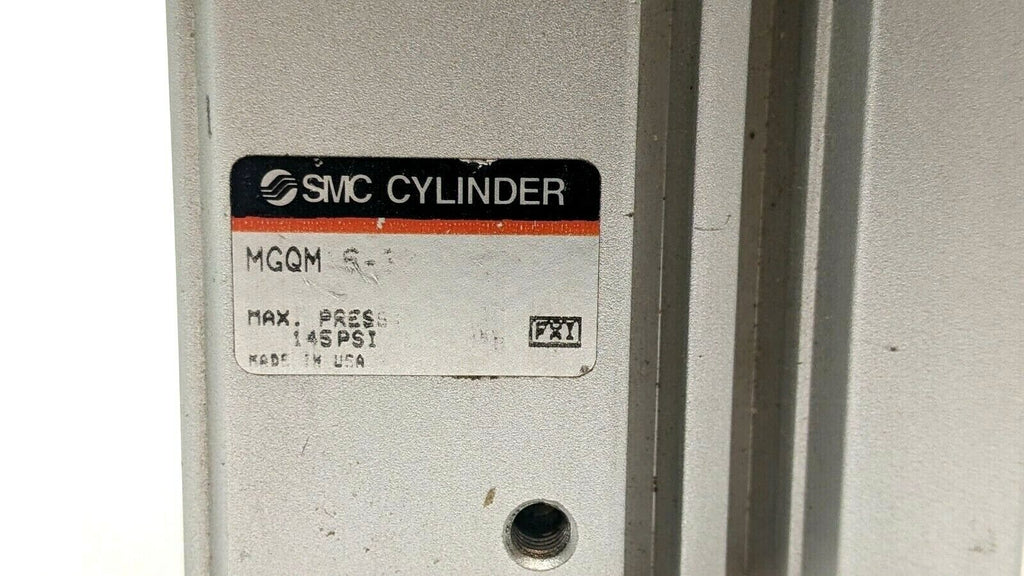 SMC CYLINDER
MGQM
MAX. PRESS
145PSI
FXI
MADE IN USA